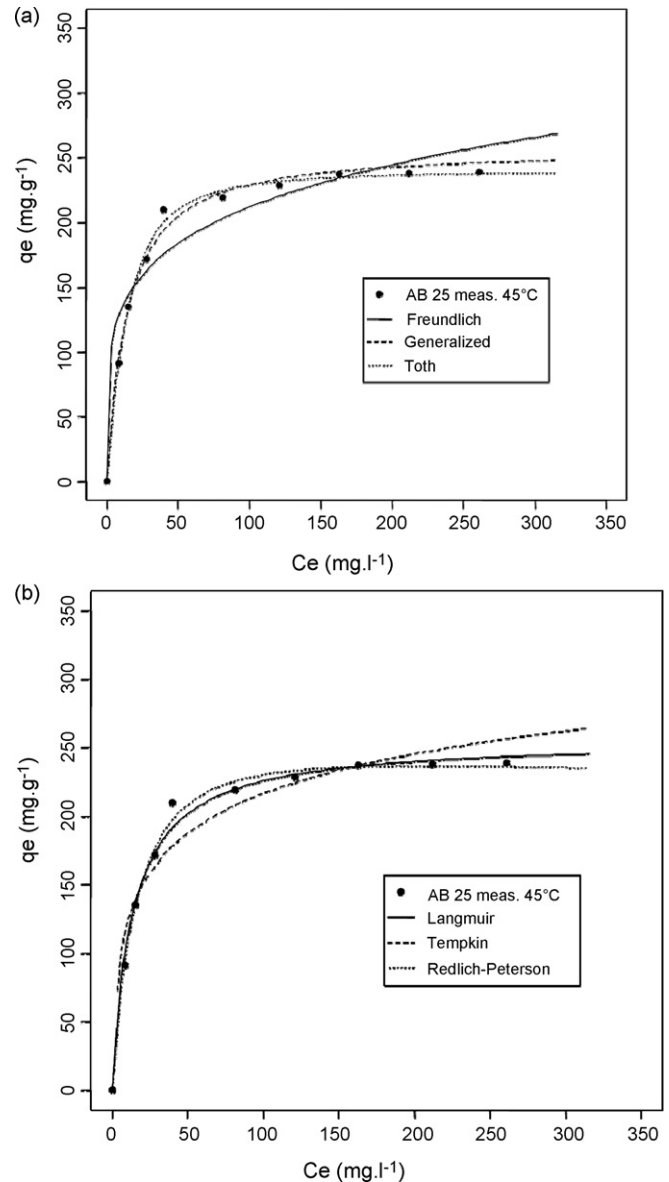 (a)
350
300
250
200
150
100
50
0
qe (mg.g⁻¹)
AB 25 meas. 45°C
Freundlich
Generalized
Toth
0 50 100 150 200 250 300 350
Ce (mg.l⁻¹)
(b)
350
300
250
200
150
100
50
0
qe (mg.g⁻¹)
AB 25 meas. 45°C
Langmuir
Tempkin
Redlich-Peterson
0 50 100 150 200 250 300 350
Ce (mg.l⁻¹)